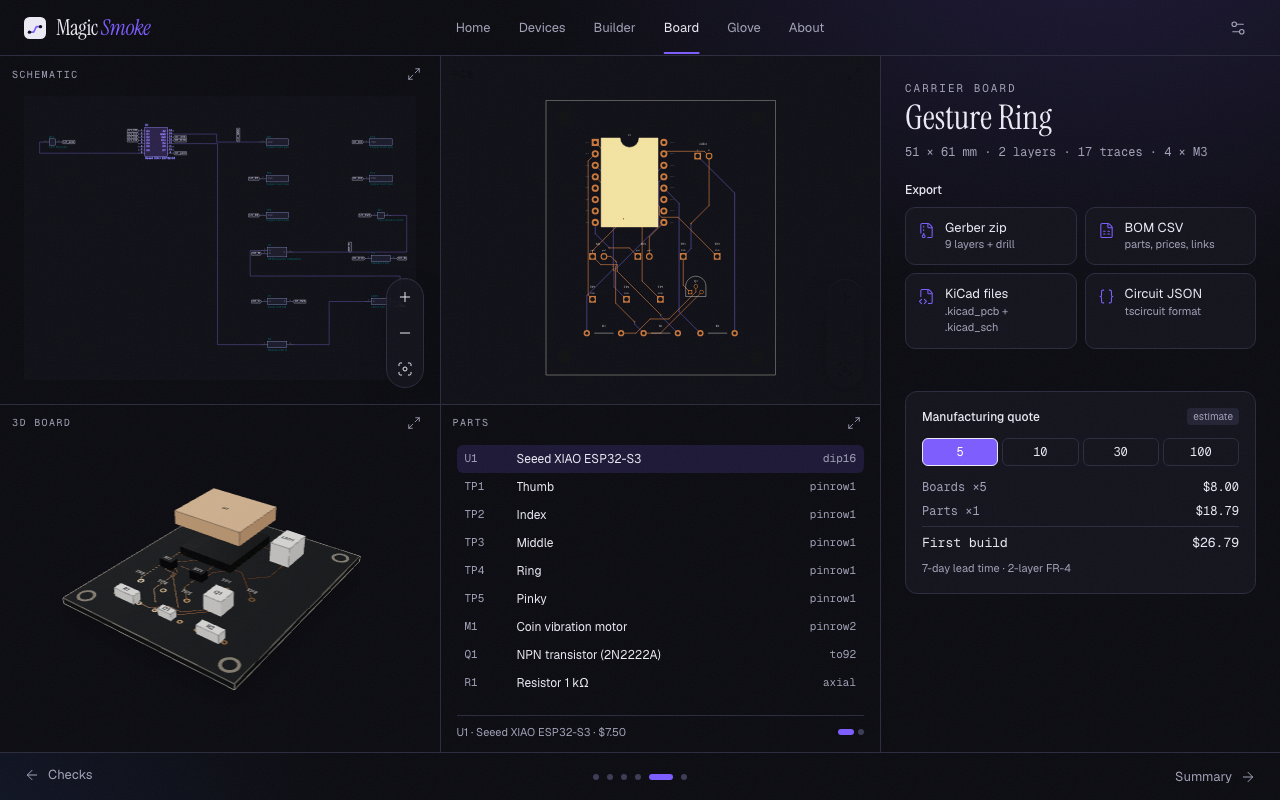 Magic Smoke
Home
Devices
Builder
Board
Glove
About
SCHEMATIC
3D BOARD
PARTS
U1 Seeed XIAO ESP32-S3 dip16
TP1 Thumb pinrow1
TP2 Index pinrow1
TP3 Middle pinrow1
TP4 Ring pinrow1
TP5 Pinky pinrow1
M1 Coin vibration motor pinrow2
Q1 NPN transistor (2N2222A) to92
R1 Resistor 1 kΩ axial
U1 · Seeed XIAO ESP32-S3 · $7.50
CARRIER BOARD
Gesture Ring
51 × 61 mm · 2 layers · 17 traces · 4 × M3
Export
Gerber zip
9 layers + drill
BOM CSV
parts, prices, links
KiCad files
.kicad_pcb +
.kicad_sch
Circuit JSON
tscircuit format
Manufacturing quote estimate
5 10 30 100
Boards ×5 $8.00
Parts ×1 $18.79
First build $26.79
7-day lead time · 2-layer FR-4
Checks
Summary